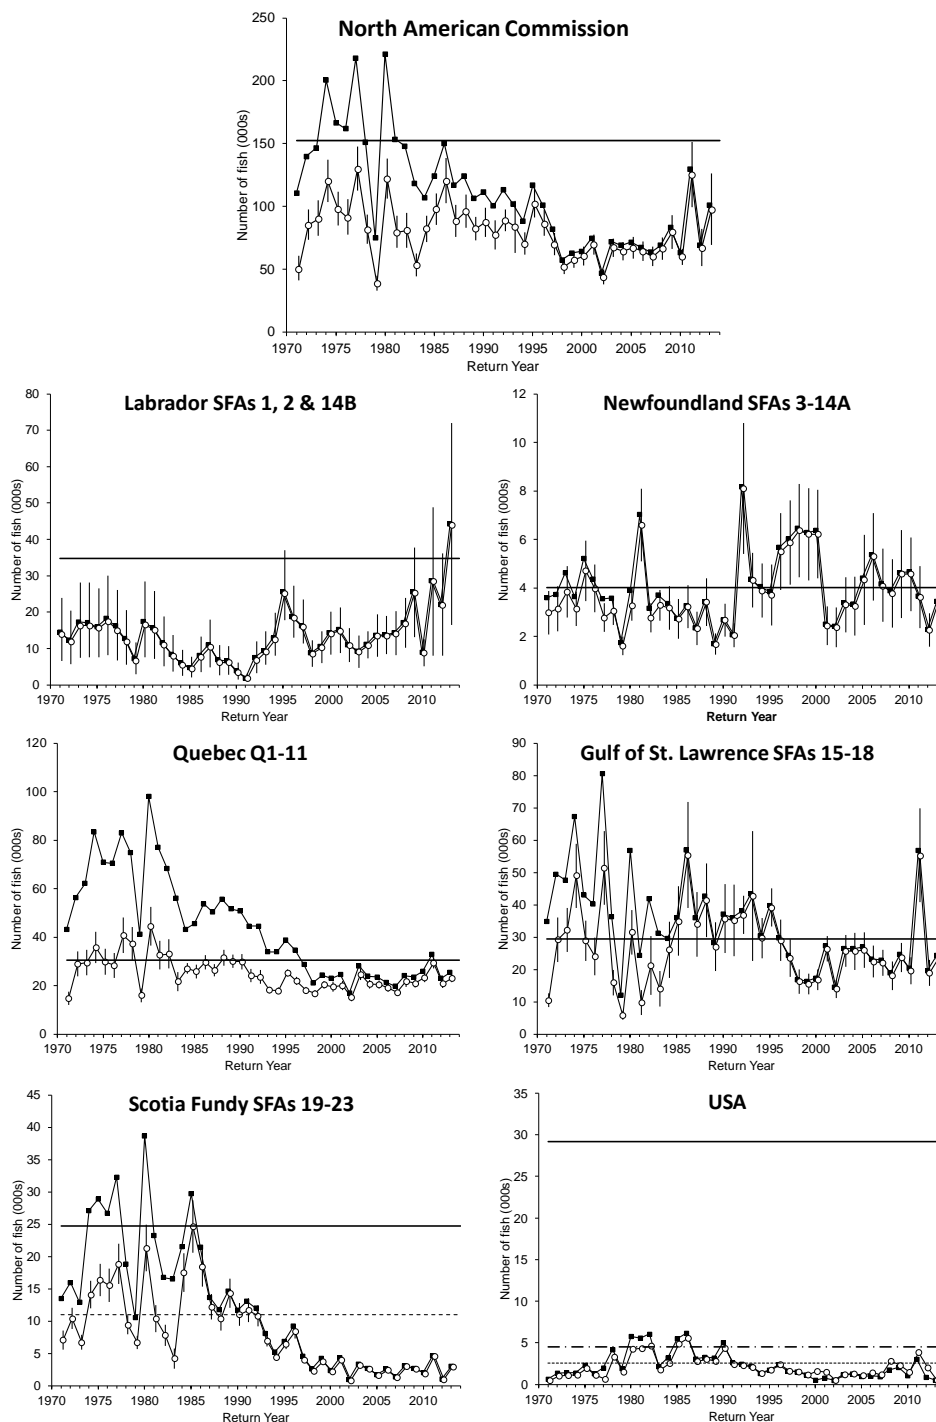 North American Commission
Number of fish (000s)
250
200
150
100
50
0
1970 1975 1980 1985 1990 1995 2000 2005 2010
Return Year
Labrador SFAs 1, 2 & 14B
Number of fish (000s)
80
70
60
50
40
30
20
10
0
1970 1975 1980 1985 1990 1995 2000 2005 2010
Return Year
Newfoundland SFAs 3-14A
Number of fish (000s)
12
10
8
6
4
2
0
1970 1975 1980 1985 1990 1995 2000 2005 2010
Return Year
Quebec Q1-11
Number of fish (000s)
120
100
80
60
40
20
0
1970 1975 1980 1985 1990 1995 2000 2005 2010
Return Year
Gulf of St. Lawrence SFAs 15-18
Number of fish (000s)
90
80
70
60
50
40
30
20
10
0
1970 1975 1980 1985 1990 1995 2000 2005 2010
Return Year
Scotia Fundy SFAs 19-23
Number of fish (000s)
45
40
35
30
25
20
15
10
5
0
1970 1975 1980 1985 1990 1995 2000 2005 2010
Return Year
USA
Number of fish (000s)
35
30
25
20
15
10
5
0
1970 1975 1980 1985 1990 1995 2000 2005 2010
Return Year